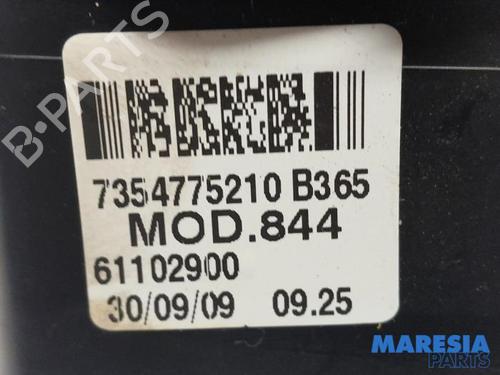 B-PARTS
7354775210 B365
MOD.844
61102900
30/09/09 09.25
MARESIA
PARTS